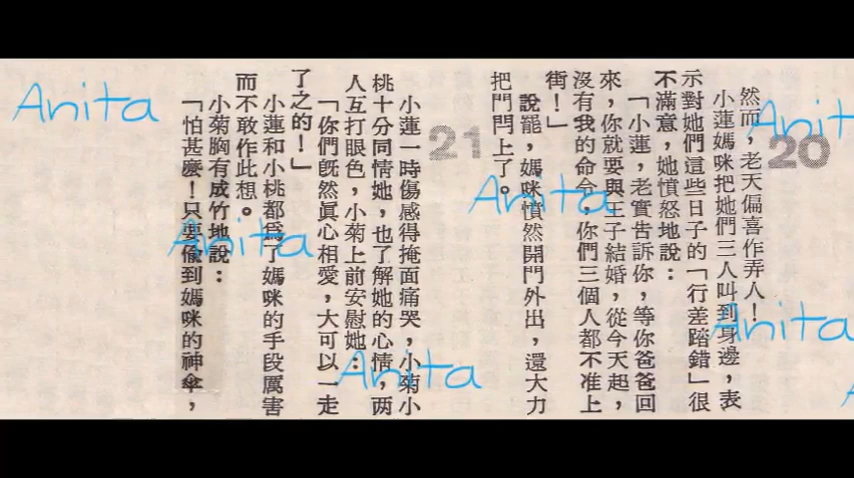 20
然而，老天偏喜作弄人！
小蓮媽咪把她們三人叫到身邊，表
示對她們這些日子的「行差踏錯」很
不滿意，她憤怒地說：
「小蓮，老實告訴你，等你爸爸回
來，你就要與王子結婚，從今天起，
沒有我的命令，你們三個人都不准上
街！」
說罷，媽咪憤然開門外出，還大力
把門閂上了。
21
小蓮一時傷感得掩面痛哭，小菊小
桃十分同情她，也了解她的心情，兩
人互打眼色，小菊上前安慰她：
「你們旣然眞心相愛，大可以一走
了之的！」
小蓮和小桃都爲了媽咪的手段厲害
而不敢作此想。
小菊胸有成竹地說：
「怕甚麼！只要偷到媽咪的神傘，
Anita
Anita
Anita
Anita
Anita
Anita